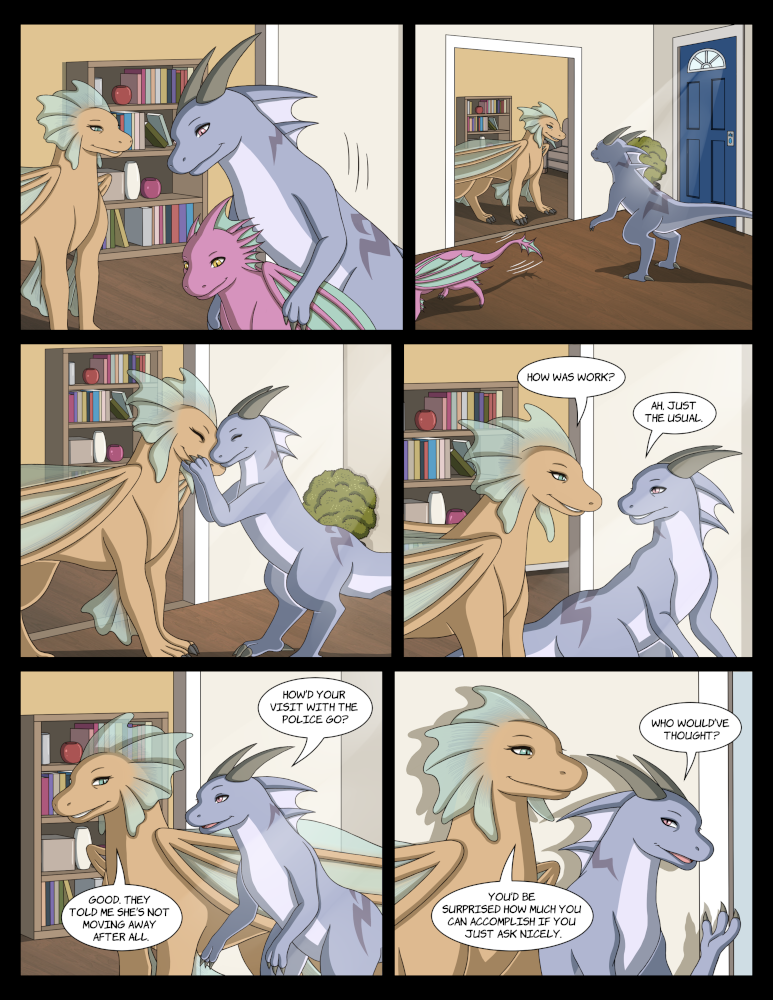 HOW WAS WORK?
AH, JUST
THE USUAL.
HOW'D YOUR
VISIT WITH THE
POLICE GO?
GOOD. THEY
TOLD ME SHE'S NOT
MOVING AWAY
AFTER ALL.
WHO WOULD'VE
THOUGHT?
YOU'D BE
SURPRISED HOW MUCH YOU
CAN ACCOMPLISH IF YOU
JUST ASK NICELY.